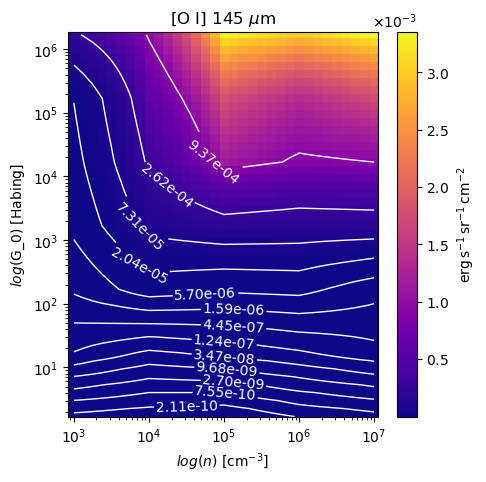 [O I] 145 μm
×10⁻³
10⁶
10⁵
10⁴
10³
10²
10¹
log(G_0) [Habing]
9.37e-04
2.62e-04
7.31e-05
2.04e-05
5.70e-06
1.59e-06
4.45e-07
1.24e-07
3.47e-08
9.68e-09
2.70e-09
7.55e-10
2.11e-10
10³ 10⁴ 10⁵ 10⁶ 10⁷
log(n) [cm⁻³]
3.0
2.5
2.0
1.5
1.0
0.5
erg s⁻¹ sr⁻¹ cm⁻²